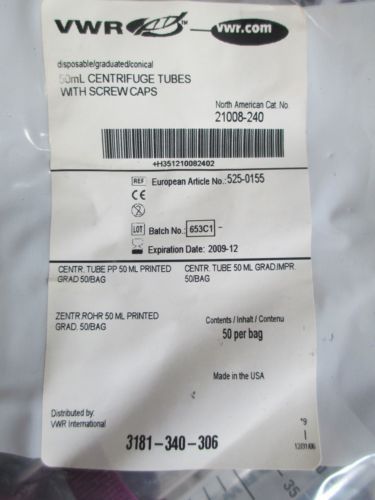 VWR vwr.com
disposable/graduated/conical
50mL CENTRIFUGE TUBES
WITH SCREW CAPS
North American Cat. No.
21008-240
+H351210082402
REF European Article No.: 525-0155
CE
LOT Batch No.: 653C1 -
Expiration Date: 2009-12
CENTR. TUBE PP 50 ML PRINTED CENTR. TUBE 50 ML GRAD.IMPR.
GRAD 50/BAG 50/BAG
ZENTR.ROHR 50 ML PRINTED Contents / Inhalt / Contenu
GRAD. 50/BAG 50 per bag
Made in the USA
Distributed by:
VWR International
3181-340-306
*9
35